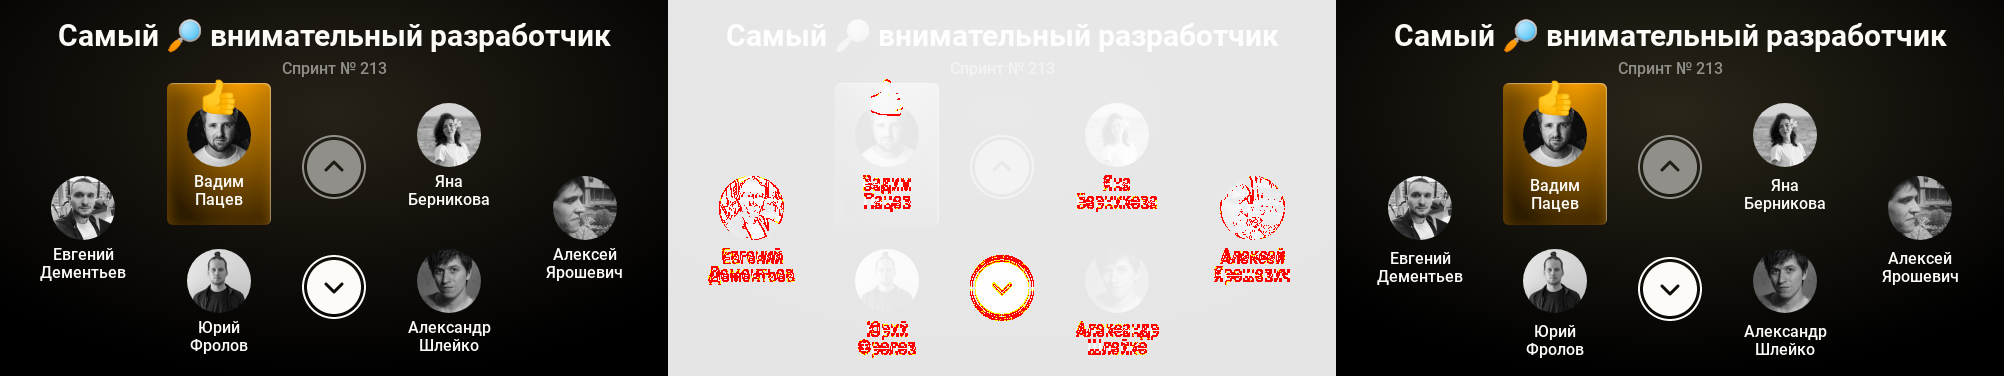 Самый 🔎 внимательный разработчик
Спринт № 213
Вадим
Пацев
Яна
Берникова
Евгений
Дементьев
Алексей
Ярошевич
Юрий
Фролов
Александр
Шлейко
Самый 🔎 внимательный разработчик
Спринт № 213
Вадим
Пацев
Яна
Берникова
Евгений
Дементьев
Алексей
Ярошевич
Юрий
Фролов
Александр
Шлейко
Самый 🔎 внимательный разработчик
Спринт № 213
Вадим
Пацев
Яна
Берникова
Евгений
Дементьев
Алексей
Ярошевич
Юрий
Фролов
Александр
Шлейко